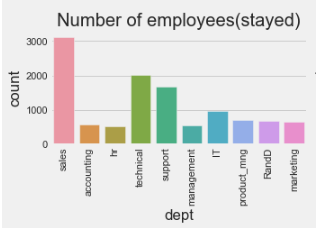 Number of employees(stayed)
count
3000
2000
1000
0
sales
accounting
hr
technical
support
management
IT
product_mng
RandD
marketing
dept